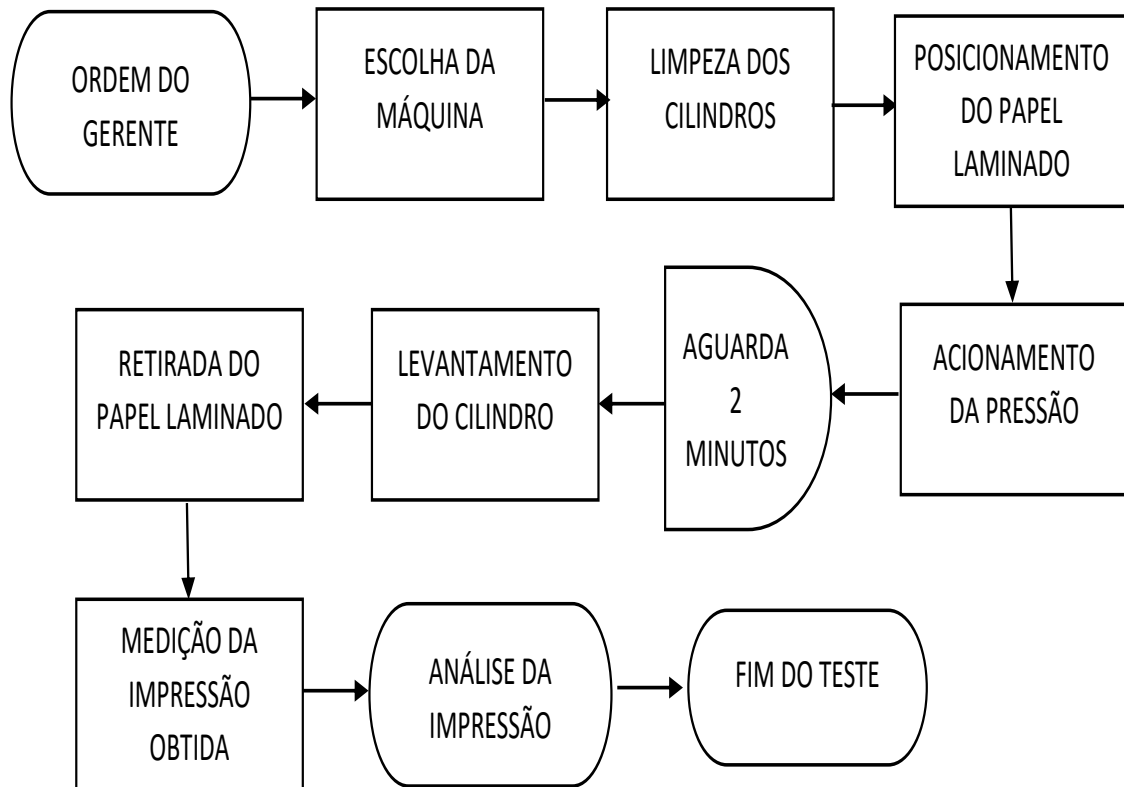 ORDEM DO
GERENTE
ESCOLHA DA
MÁQUINA
LIMPEZA DOS
CILINDROS
POSICIONAMENTO
DO PAPEL
LAMINADO
ACIONAMENTO
DA PRESSÃO
AGUARDA
2
MINUTOS
LEVANTAMENTO
DO CILINDRO
RETIRADA DO
PAPEL LAMINADO
MEDIÇÃO DA
IMPRESSÃO
OBTIDA
ANÁLISE DA
IMPRESSÃO
FIM DO TESTE